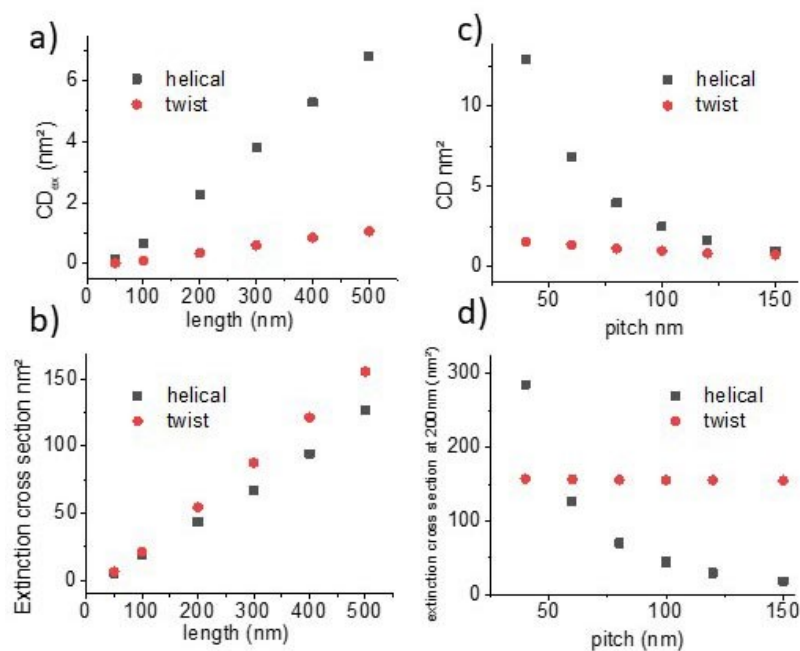 a)
CDₑₓ (nm²)
6
4
2
0
helical
twist
0 100 200 300 400 500
length (nm)
c)
CD nm²
10
5
0
helical
twist
50 100 150
pitch nm
b)
Extinction cross section nm²
150
100
50
0
helical
twist
0 100 200 300 400 500
length (nm)
d)
extinction cross section at 200nm (nm²)
300
200
100
0
helical
twist
50 100 150
pitch (nm)